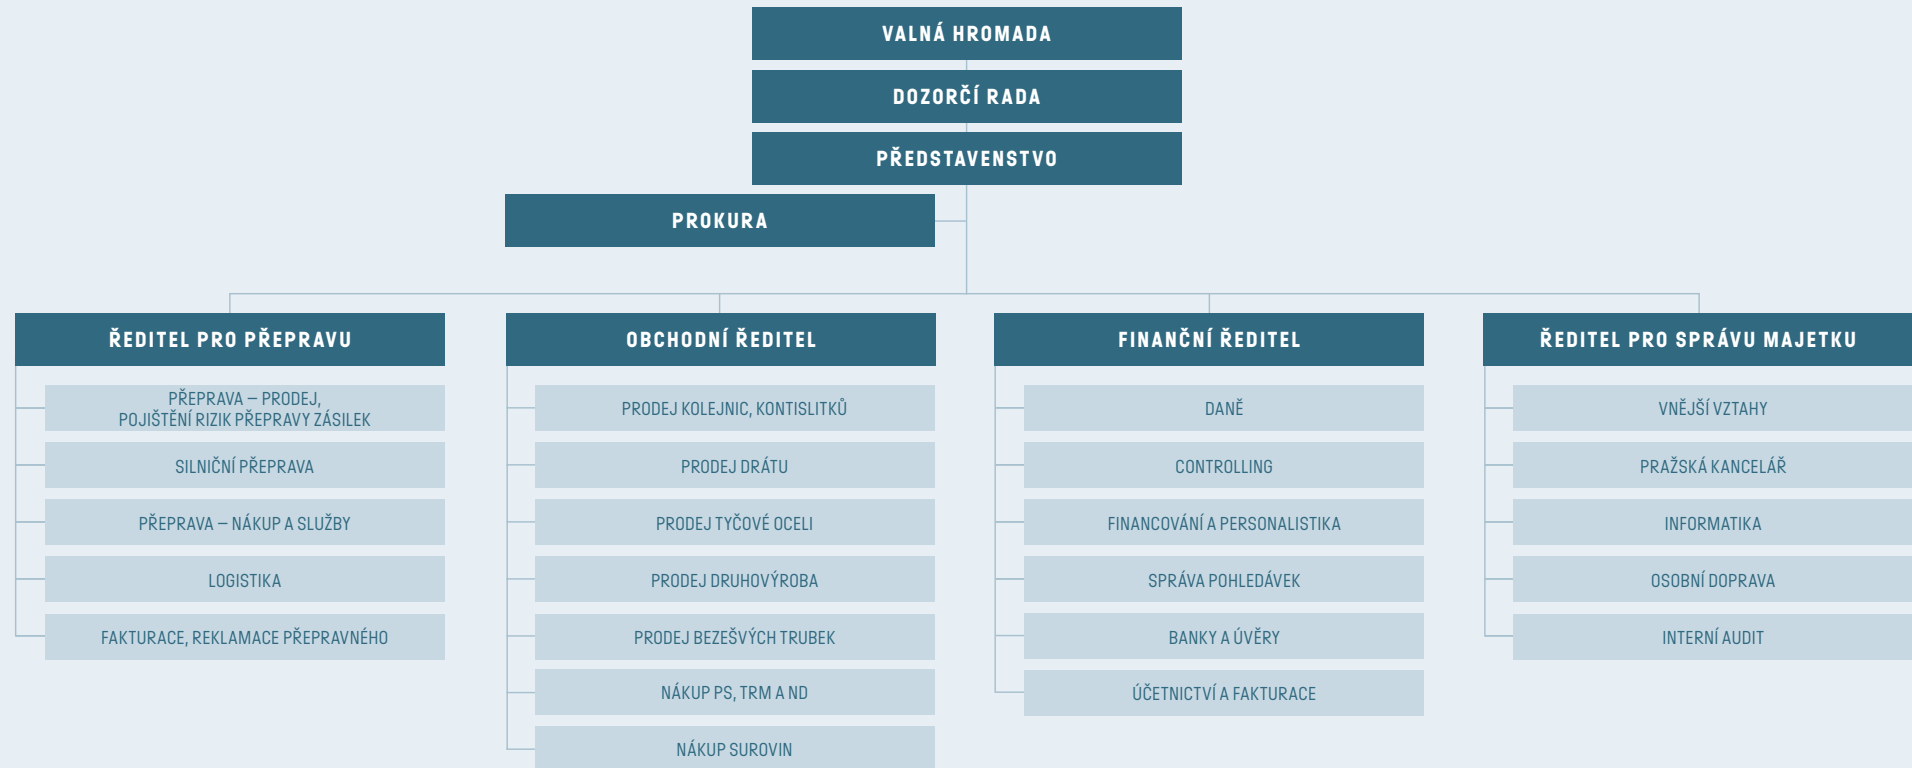 VALNÁ HROMADA
DOZORČÍ RADA
PŘEDSTAVENSTVO
PROKURA
ŘEDITEL PRO PŘEPRAVU
PŘEPRAVA – PRODEJ,
POJIŠTĚNÍ RIZIK PŘEPRAVY ZÁSILEK
SILNIČNÍ PŘEPRAVA
PŘEPRAVA – NÁKUP A SLUŽBY
LOGISTIKA
FAKTURACE, REKLAMACE PŘEPRAVNÉHO
OBCHODNÍ ŘEDITEL
PRODEJ KOLEJNIC, KONTISLITKŮ
PRODEJ DRÁTU
PRODEJ TYČOVÉ OCELI
PRODEJ DRUHOVÝROBA
PRODEJ BEZEŠVÝCH TRUBEK
NÁKUP PS, TRM A ND
NÁKUP SUROVIN
FINANČNÍ ŘEDITEL
DANĚ
CONTROLLING
FINANCOVÁNÍ A PERSONALISTIKA
SPRÁVA POHLEDÁVEK
BANKY A ÚVĚRY
ÚČETNICTVÍ A FAKTURACE
ŘEDITEL PRO SPRÁVU MAJETKU
VNĚJŠÍ VZTAHY
PRAŽSKÁ KANCELÁŘ
INFORMATIKA
OSOBNÍ DOPRAVA
INTERNÍ AUDIT